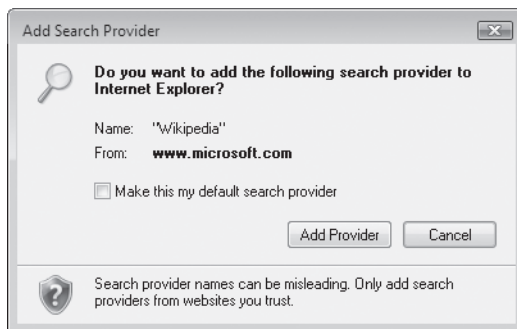 Add Search Provider
Do you want to add the following search provider to
Internet Explorer?
Name: "Wikipedia"
From: www.microsoft.com
Make this my default search provider
Add Provider Cancel
Search provider names can be misleading. Only add search
providers from websites you trust.